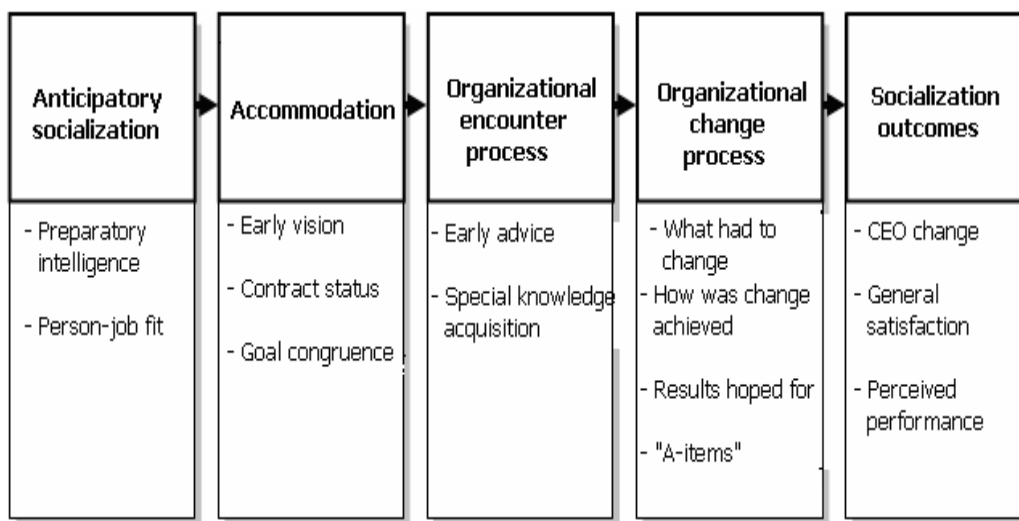 Anticipatory
socialization
- Preparatory
intelligence
- Person-job fit
Accommodation
- Early vision
- Contract status
- Goal congruence
Organizational
encounter
process
- Early advice
- Special knowledge
acquisition
Organizational
change
process
- What had to
change
- How was change
achieved
- Results hoped for
- "A-items"
Socialization
outcomes
- CEO change
- General
satisfaction
- Perceived
performance